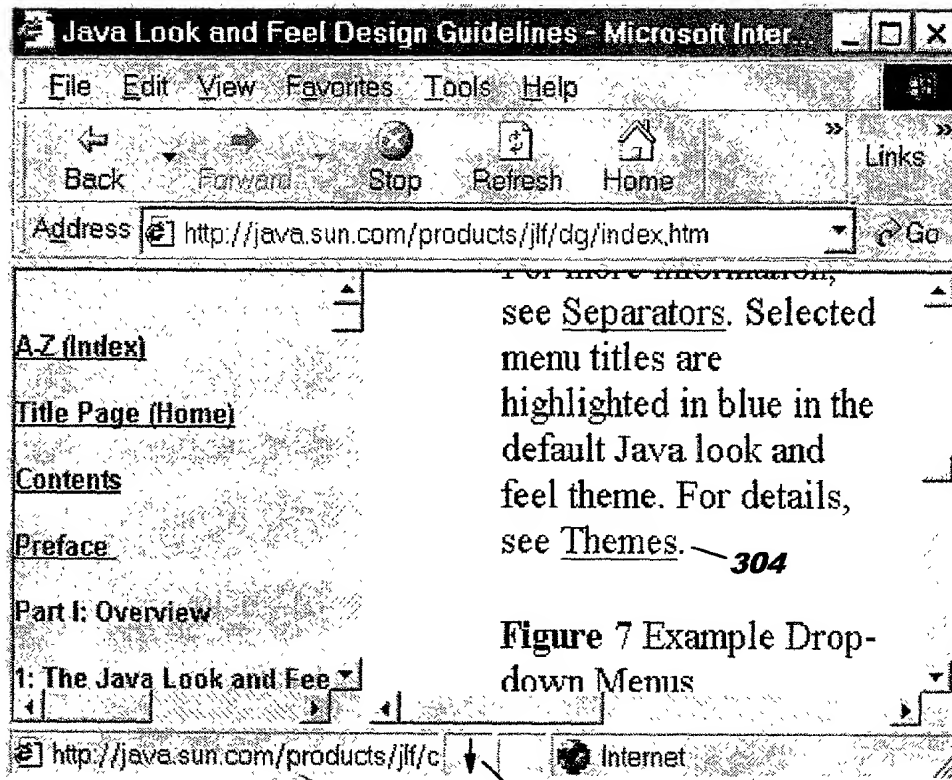 Java Look and Feel Design Guidelines - Microsoft Inter...
File Edit View Favorites Tools Help
Back Forward Stop Refresh Home » » Links
Address http://java.sun.com/products/jlf/dg/index.htm Go
A-Z (Index)
Title Page (Home)
Contents
Preface
Part I: Overview
1: The Java Look and Fee
For more information,
see Separators. Selected
menu titles are
highlighted in blue in the
default Java look and
feel theme. For details,
see Themes. 304
Figure 7 Example Drop-
down Menus
http://java.sun.com/products/jlf/c Internet